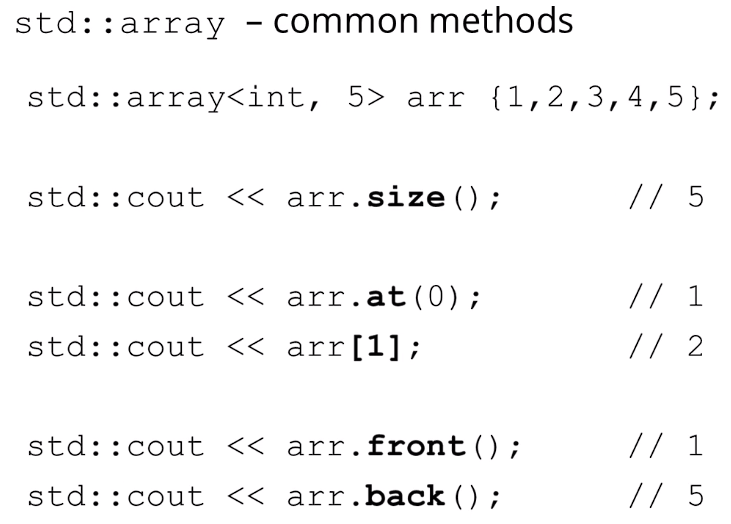 std::array – common methods
std::array<int, 5> arr {1,2,3,4,5};
std::cout << arr.size(); // 5
std::cout << arr.at(0); // 1
std::cout << arr[1]; // 2
std::cout << arr.front(); // 1
std::cout << arr.back(); // 5